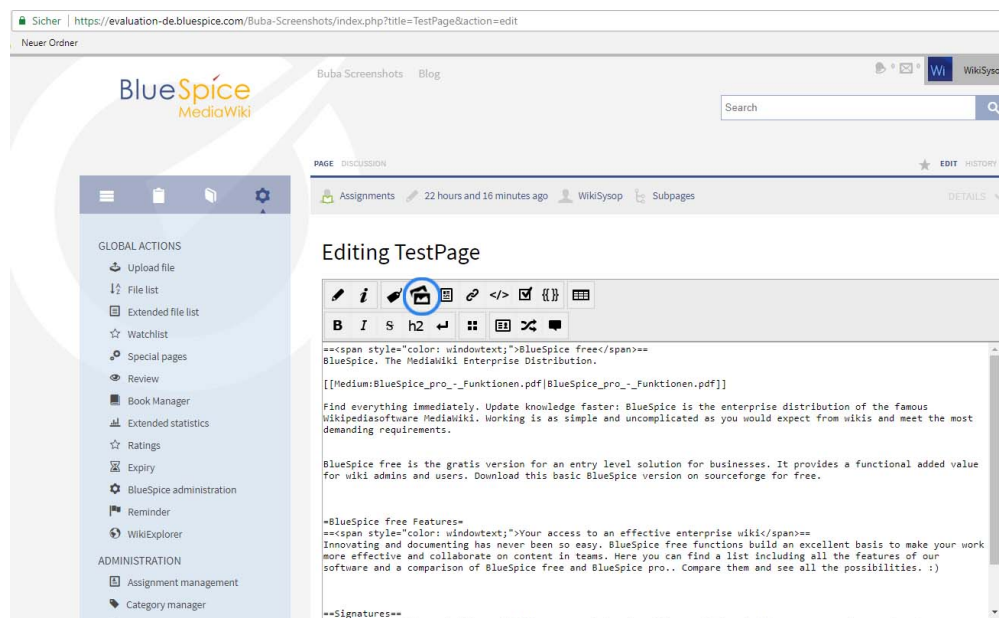 Sicher | https://evaluation-de.bluespice.com/Buba-Screenshots/index.php?title=TestPage&action=edit
Neuer Ordner
BlueSpice
MediaWiki
Buba Screenshots Blog
0 0 Wi WikiSyso
Search
PAGE DISCUSSION
EDIT HISTORY
Assignments 22 hours and 16 minutes ago WikiSysop Subpages
DETAILS
GLOBAL ACTIONS
Upload file
File list
Extended file list
Watchlist
Special pages
Review
Book Manager
Extended statistics
Ratings
Expiry
BlueSpice administration
Reminder
WikiExplorer
ADMINISTRATION
Assignment management
Category manager
Editing TestPage
i </> {{}}
B I S h2
==<span style="color: windowtext;">BlueSpice free</span>==
BlueSpice. The MediaWiki Enterprise Distribution.
[[Medium:BlueSpice_pro_-_Funktionen.pdf|BlueSpice_pro_-_Funktionen.pdf]]
Find everything immediately. Update knowledge faster: BlueSpice is the enterprise distribution of the famous
Wikipediasoftware MediaWiki. Working is as simple and uncomplicated as you would expect from wikis and meet the most
demanding requirements.
BlueSpice free is the gratis version for an entry level solution for businesses. It provides a functional added value
for wiki admins and users. Download this basic BlueSpice version on sourceforge for free.
=BlueSpice free Features=
==<span style="color: windowtext;">Your access to an effective enterprise wiki</span>==
Innovating and documenting has never been so easy. BlueSpice free functions build an excellent basis to make your work
more effective and collaborate on content in teams. Here you can find a list including all the features of our
software and a comparison of BlueSpice free and BlueSpice pro.. Compare them and see all the possibilities. :)
==Signatures==